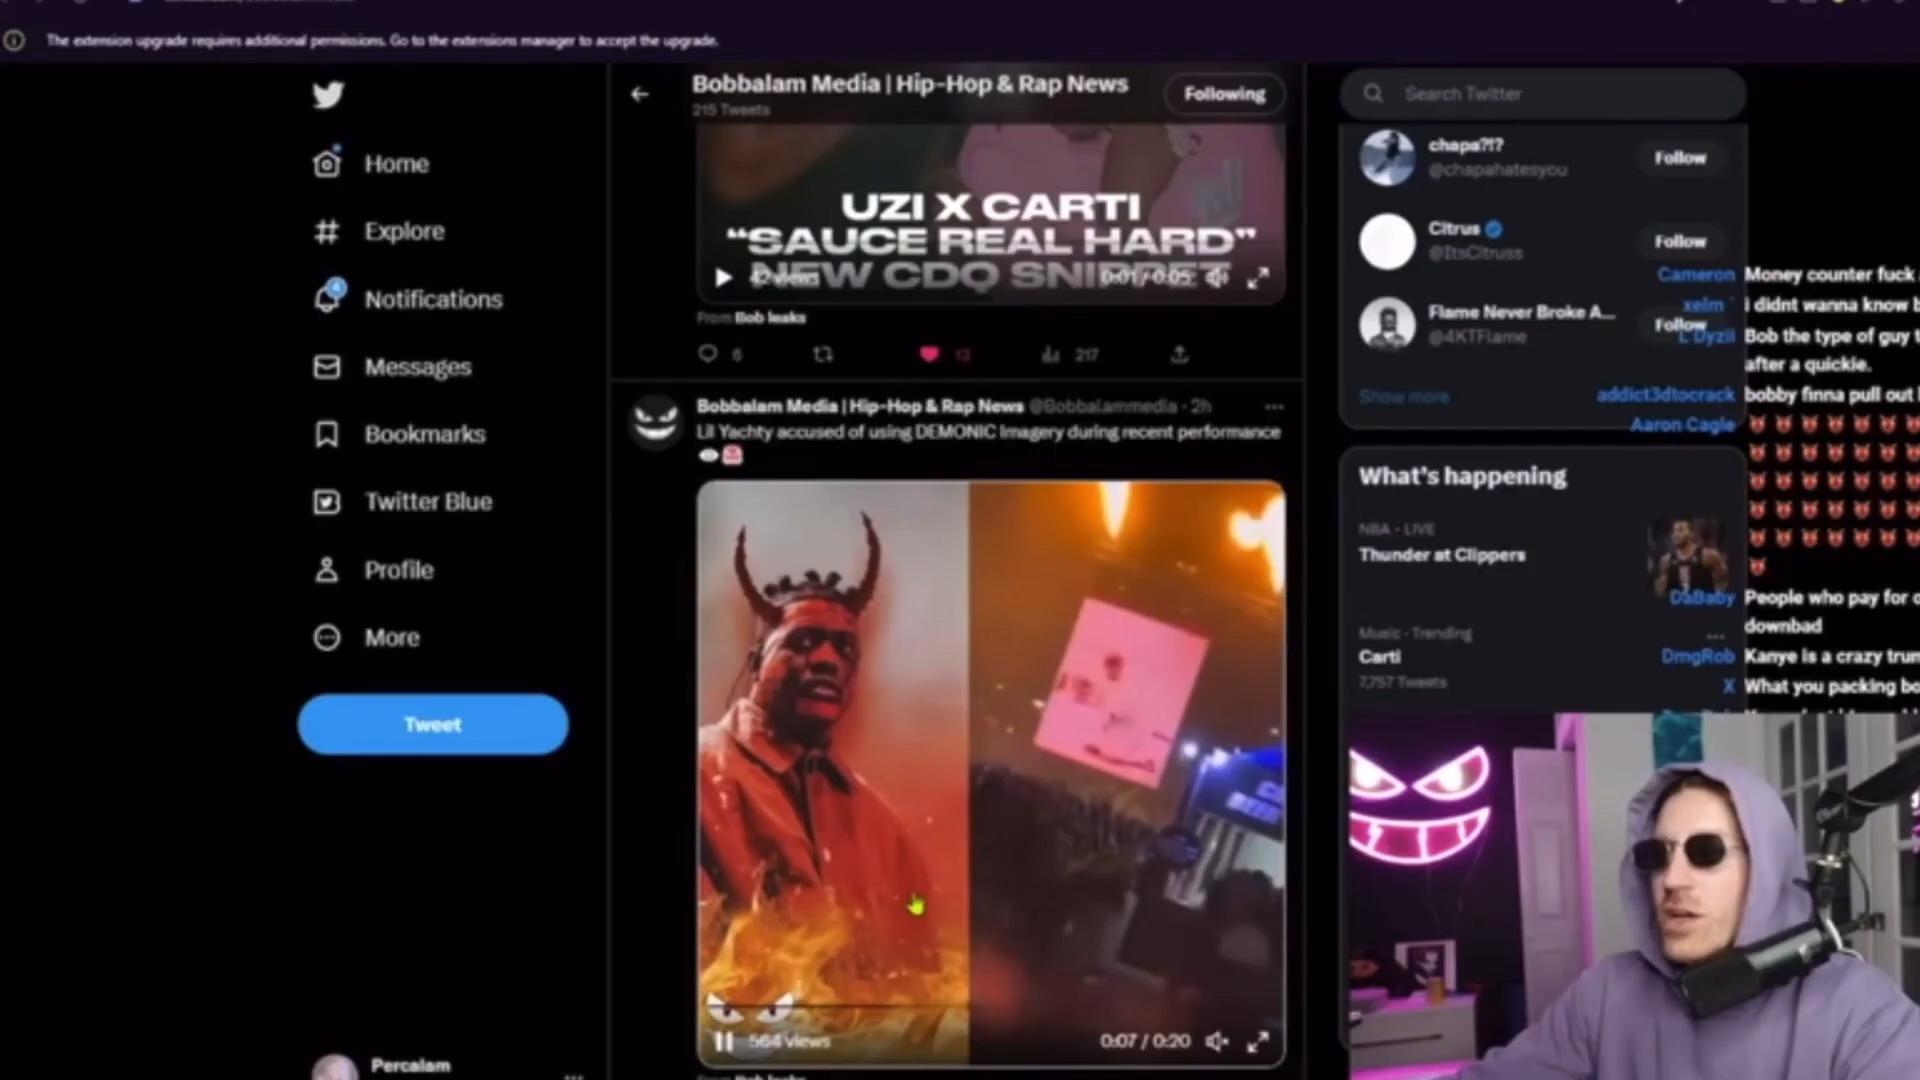 The extension upgrade requires additional permissions. Go to the extensions manager to accept the upgrade.
Home
Explore
Notifications
Messages
Bookmarks
Twitter Blue
Profile
More
Tweet
Percalam
Bobbalam Media | Hip-Hop & Rap News
215 Tweets
Following
UZI X CARTI
“SAUCE REAL HARD”
NEW CDQ SNIPPET
42 views
0:01 / 0:05
From Bob leaks
6
13
217
Bobbalam Media | Hip-Hop & Rap News @Bobbalammedia · 2h
Lil Yachty accused of using DEMONIC Imagery during recent performance
564 views
0:07 / 0:20
Search Twitter
chapa?!?
@chapahatesyou
Follow
Citrus
@ItsCitruss
Follow
Flame Never Broke A...
@4KTFlame
Follow
Show more
What's happening
NBA · LIVE
Thunder at Clippers
Music · Trending
Carti
7,757 Tweets
Cameron Money counter fuck
xelm i didnt wanna know
L'Dyzii Bob the type of guy
after a quickie.
addict3dtocrack bobby finna pull out
Aaron Cagle
DaBaby People who pay for
downbad
DmgRob Kanye is a crazy
X What you packing